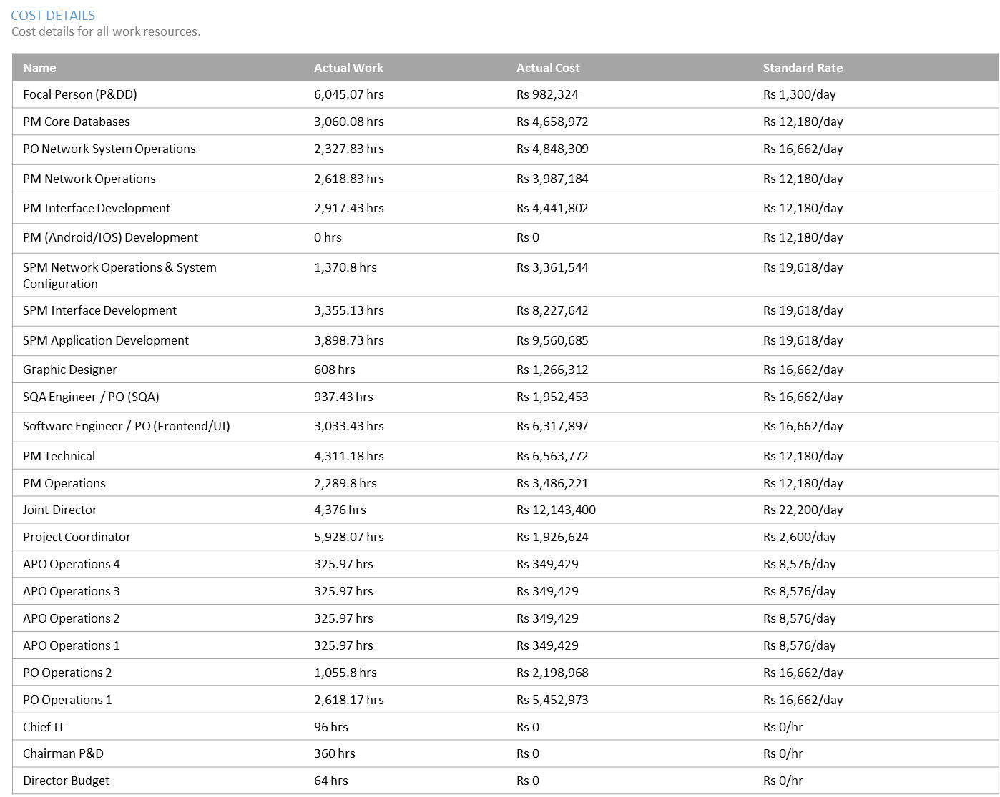 COST DETAILS
Cost details for all work resources.
Name Actual Work Actual Cost Standard Rate
Focal Person (P&DD) 6,045.07 hrs Rs 982,324 Rs 1,300/day
PM Core Databases 3,060.08 hrs Rs 4,658,972 Rs 12,180/day
PO Network System Operations 2,327.83 hrs Rs 4,848,309 Rs 16,662/day
PM Network Operations 2,618.83 hrs Rs 3,987,184 Rs 12,180/day
PM Interface Development 2,917.43 hrs Rs 4,441,802 Rs 12,180/day
PM (Android/IOS) Development 0 hrs Rs 0 Rs 12,180/day
SPM Network Operations & System 1,370.8 hrs Rs 3,361,544 Rs 19,618/day
Configuration
SPM Interface Development 3,355.13 hrs Rs 8,227,642 Rs 19,618/day
SPM Application Development 3,898.73 hrs Rs 9,560,685 Rs 19,618/day
Graphic Designer 608 hrs Rs 1,266,312 Rs 16,662/day
SQA Engineer / PO (SQA) 937.43 hrs Rs 1,952,453 Rs 16,662/day
Software Engineer / PO (Frontend/UI) 3,033.43 hrs Rs 6,317,897 Rs 16,662/day
PM Technical 4,311.18 hrs Rs 6,563,772 Rs 12,180/day
PM Operations 2,289.8 hrs Rs 3,486,221 Rs 12,180/day
Joint Director 4,376 hrs Rs 12,143,400 Rs 22,200/day
Project Coordinator 5,928.07 hrs Rs 1,926,624 Rs 2,600/day
APO Operations 4 325.97 hrs Rs 349,429 Rs 8,576/day
APO Operations 3 325.97 hrs Rs 349,429 Rs 8,576/day
APO Operations 2 325.97 hrs Rs 349,429 Rs 8,576/day
APO Operations 1 325.97 hrs Rs 349,429 Rs 8,576/day
PO Operations 2 1,055.8 hrs Rs 2,198,968 Rs 16,662/day
PO Operations 1 2,618.17 hrs Rs 5,452,973 Rs 16,662/day
Chief IT 96 hrs Rs 0 Rs 0/hr
Chairman P&D 360 hrs Rs 0 Rs 0/hr
Director Budget 64 hrs Rs 0 Rs 0/hr